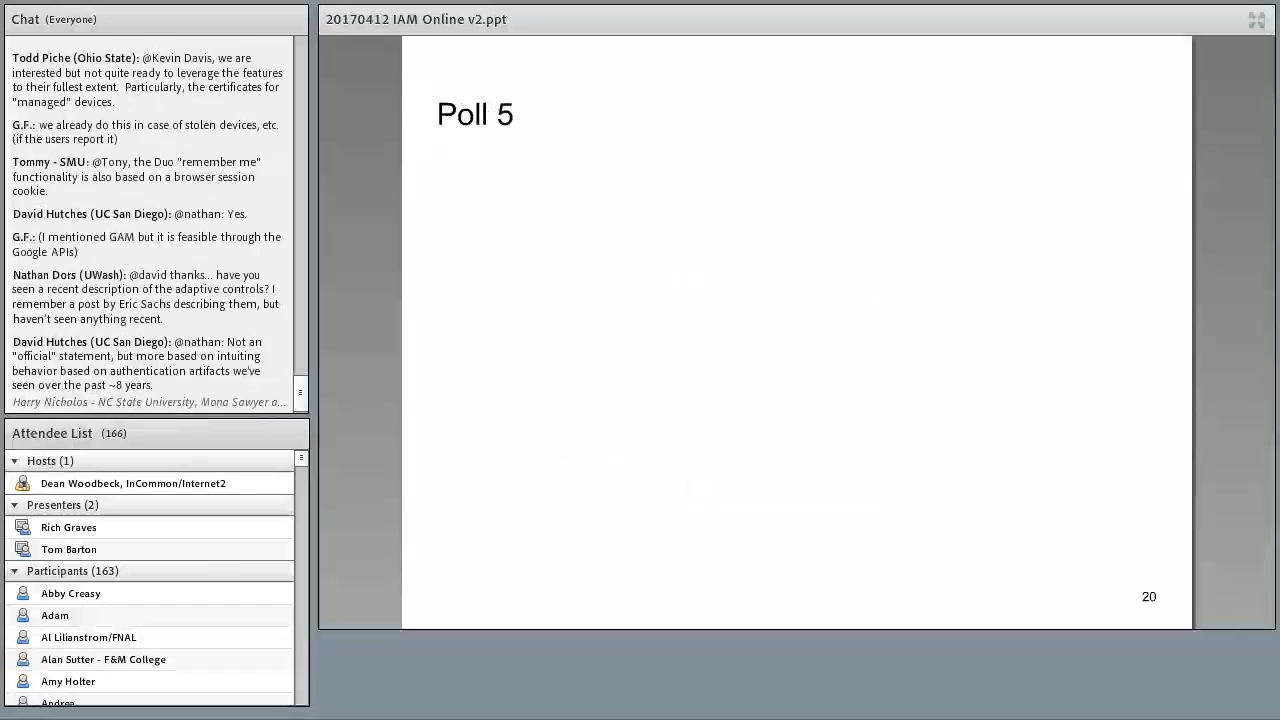 Chat (Everyone)
Todd Piche (Ohio State): @Kevin Davis, we are
interested but not quite ready to leverage the features
to their fullest extent. Particularly, the certificates for
"managed" devices.
G.F.: we already do this in case of stolen devices, etc.
(if the users report it)
Tommy - SMU: @Tony, the Duo "remember me"
functionality is also based on a browser session
cookie.
David Hutches (UC San Diego): @nathan: Yes.
G.F.: (I mentioned GAM but it is feasible through the
Google APIs)
Nathan Dors (UWash): @david thanks... have you
seen a recent description of the adaptive controls? I
remember a post by Eric Sachs describing them, but
haven't seen anything recent.
David Hutches (UC San Diego): @nathan: Not an
"official" statement, but more based on intuiting
behavior based on authentication artifacts we've
seen over the past ~8 years.
Harry Nicholos - NC State University, Mona Sawyer a...
Attendee List (166)
Hosts (1)
Dean Woodbeck, InCommon/Internet2
Presenters (2)
Rich Graves
Tom Barton
Participants (163)
Abby Creasy
Adam
Al Lilianstrom/FNAL
Alan Sutter - F&M College
Amy Holter
Andrea
20170412 IAM Online v2.ppt
Poll 5
20